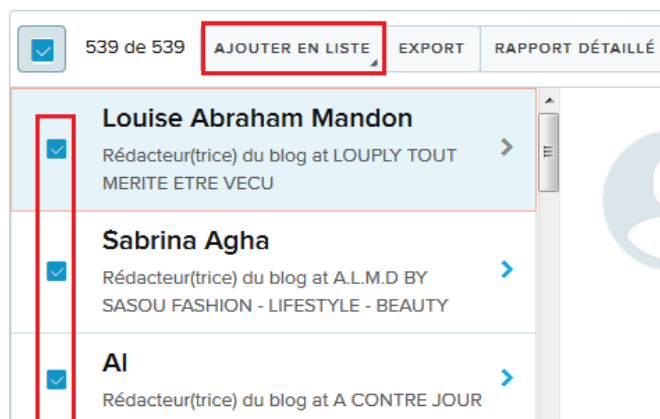 539 de 539 AJOUTER EN LISTE EXPORT RAPPORT DÉTAILLÉ
Louise Abraham Mandon
Rédacteur(trice) du blog at LOUPLY TOUT
MERITE ETRE VECU
Sabrina Agha
Rédacteur(trice) du blog at A.L.M.D BY
SASOU FASHION - LIFESTYLE - BEAUTY
Al
Rédacteur(trice) du blog at A CONTRE JOUR